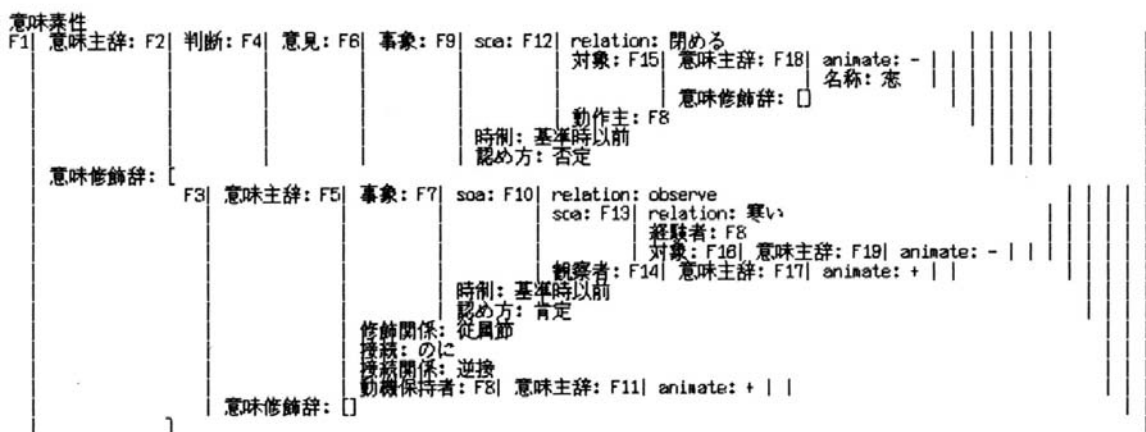 意味素性
F1| 意味主辞: F2| 判断: F4| 意見: F6| 事象: F9| soa: F12| relation: 閉める
対象: F15| 意味主辞: F18| animate: -
名称: 窓
意味修飾辞: []
動作主: F8
時制: 基準時以前
認め方: 否定
意味修飾辞: [
F3| 意味主辞: F5| 事象: F7| soa: F10| relation: observe
soa: F13| relation: 寒い
経験者: F8
対象: F16| 意味主辞: F19| animate: - | |
観察者: F14| 意味主辞: F17| animate: + | |
時制: 基準時以前
認め方: 肯定
修飾関係: 従属節
接続: のに
接続関係: 逆接
動機保持者: F8| 意味主辞: F11| animate: + | |
意味修飾辞: []
]